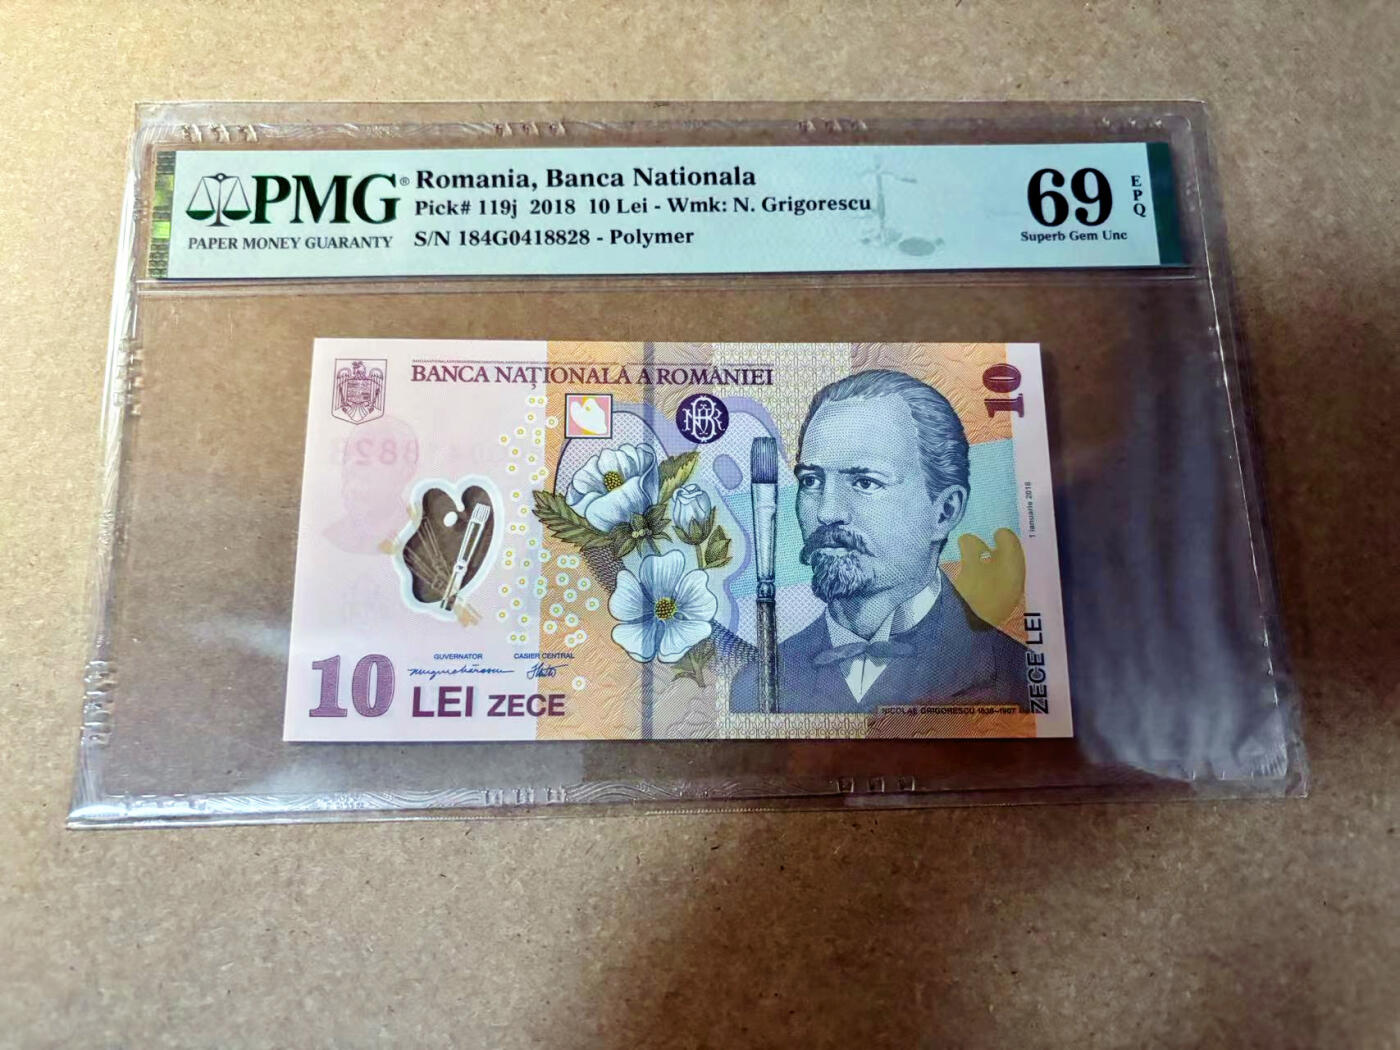 PMG®
PAPER MONEY GUARANTY
Romania, Banca Nationala
Pick# 119j 2018 10 Lei - Wmk: N. Grigorescu
S/N 184G0418828 - Polymer
69
EPQ
Superb Gem Unc
BANCA NAȚIONALĂ A ROMÂNIEI
10
1 ianuarie 2018
GUVERNATOR
CASIER CENTRAL
10 LEI ZECE
ZECE LEI
NICOLAE GRIGORESCU 1838–1907